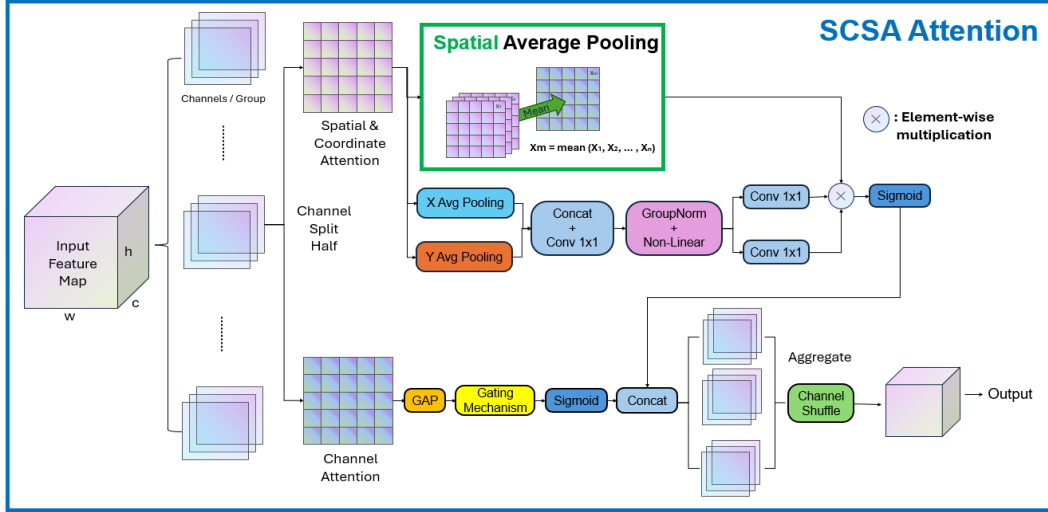 SCSA Attention
Spatial Average Pooling
X₁
Mean
Xm
Xm = mean (X₁, X₂, ... , Xₙ)
Channels / Group
Spatial &
Coordinate
Attention
× : Element-wise
multiplication
Input
Feature
Map
h
c
w
Channel
Split
Half
X Avg Pooling
Y Avg Pooling
Concat
+
Conv 1x1
GroupNorm
+
Non-Linear
Conv 1x1
Conv 1x1
×
Sigmoid
Channel
Attention
GAP
Gating
Mechanism
Sigmoid
Concat
Aggregate
Channel
Shuffle
Output